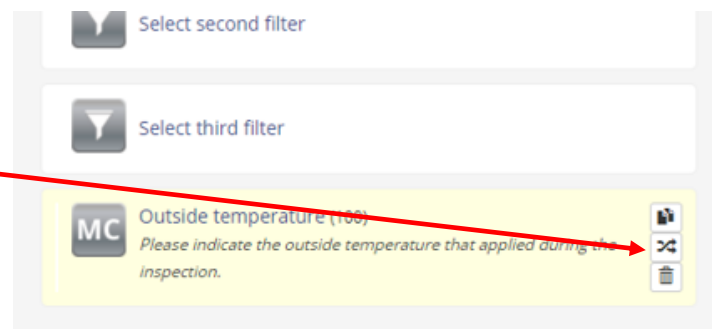 Select second filter
Select third filter
MC
Outside temperature (100)
Please indicate the outside temperature that applied during the
inspection.